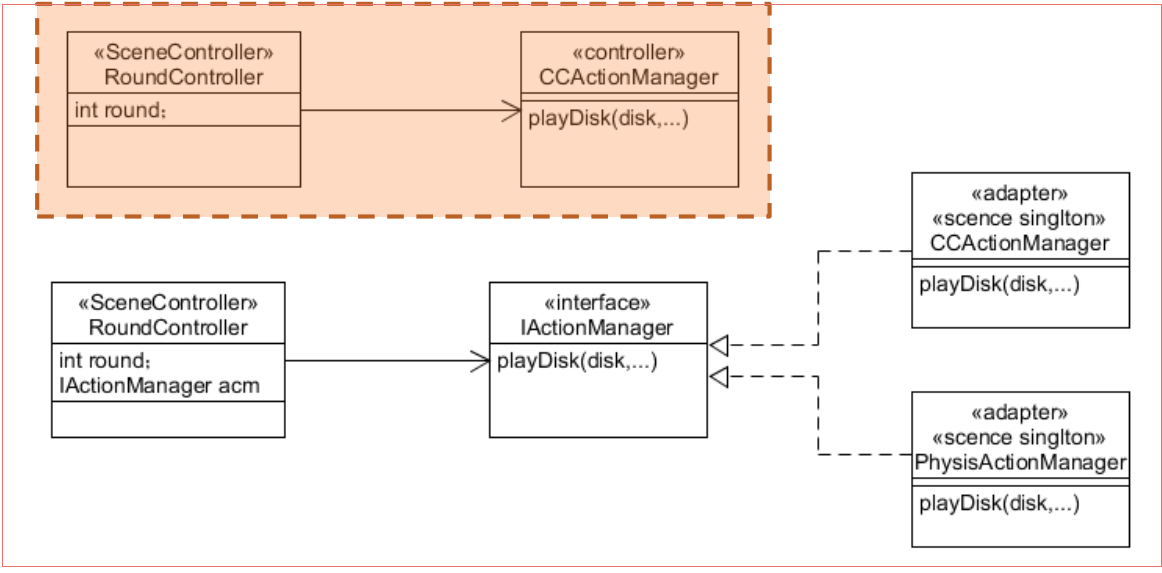 «SceneController»
RoundController
int round；
«controller»
CCActionManager
playDisk(disk,...)
«SceneController»
RoundController
int round；
IActionManager acm
«interface»
IActionManager
playDisk(disk,...)
«adapter»
«scence singlton»
CCActionManager
playDisk(disk,...)
«adapter»
«scence singlton»
PhysisActionManager
playDisk(disk,...)